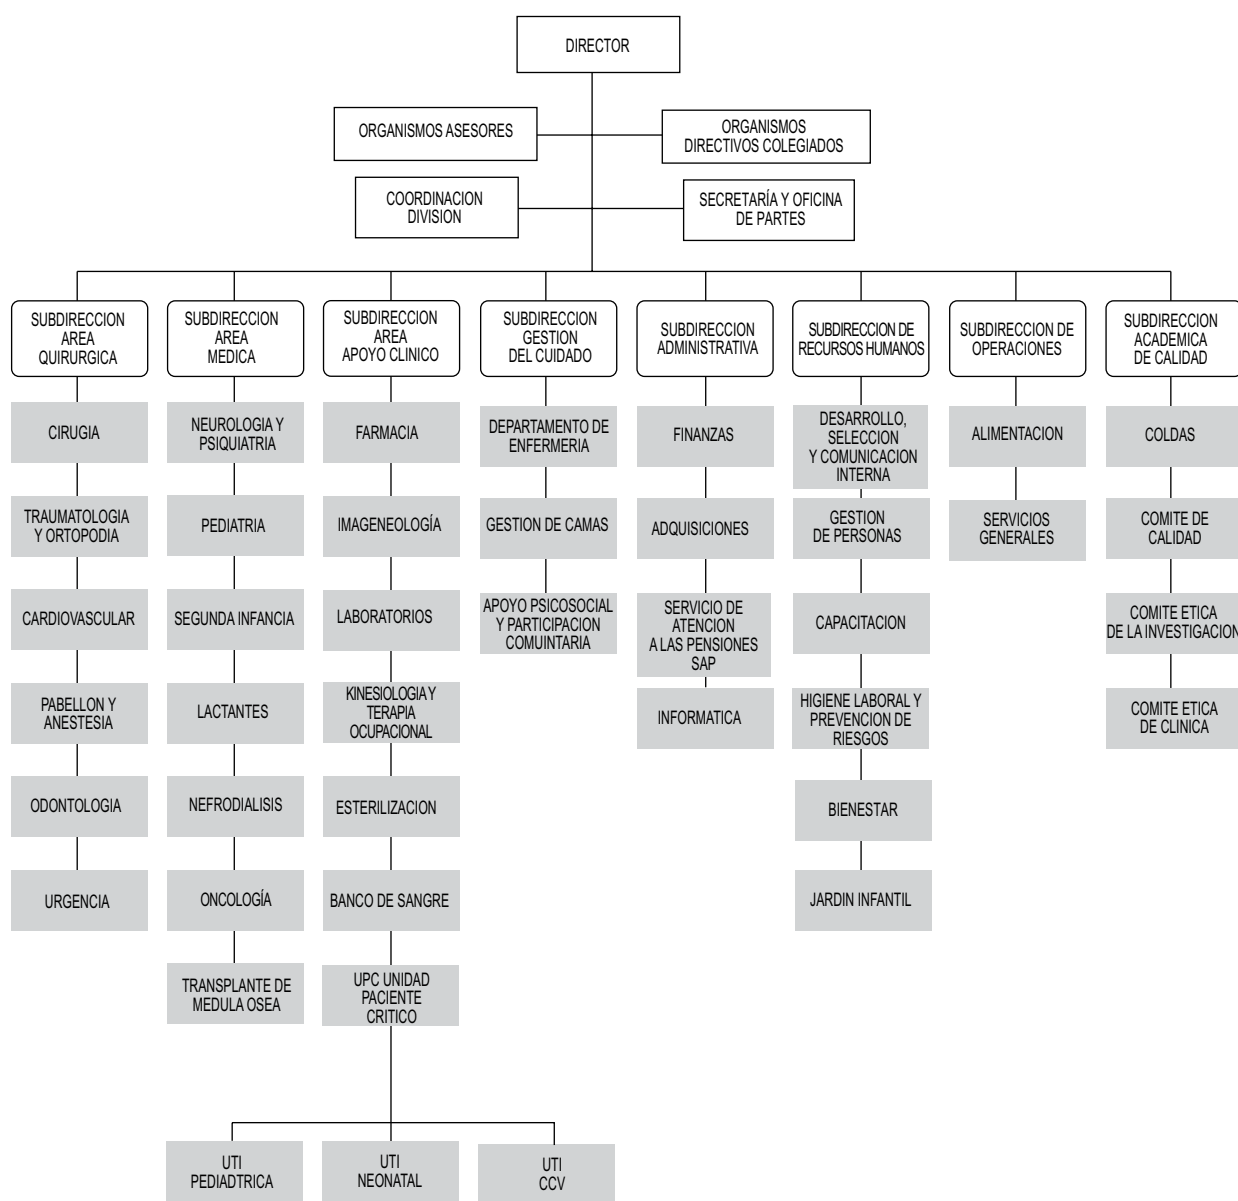 DIRECTOR
ORGANISMOS ASESORES
ORGANISMOS
DIRECTIVOS COLEGIADOS
COORDINACION
DIVISION
SECRETARÍA Y OFICINA
DE PARTES
SUBDIRECCION
AREA
QUIRURGICA
SUBDIRECCION
AREA
MEDICA
SUBDIRECCION
AREA
APOYO CLINICO
SUBDIRECCION
GESTION
DEL CUIDADO
SUBDIRECCION
ADMINISTRATIVA
SUBDIRECCION DE
RECURSOS HUMANOS
SUBDIRECCION DE
OPERACIONES
SUBDIRECCION
ACADEMICA
DE CALIDAD
CIRUGIA
NEUROLOGIA Y
PSIQUIATRIA
FARMACIA
DEPARTAMENTO DE
ENFERMERIA
FINANZAS
DESARROLLO,
SELECCION
Y COMUNICACION
INTERNA
ALIMENTACION
COLDAS
TRAUMATOLOGIA
Y ORTOPODIA
PEDIATRIA
IMAGENEOLOGÍA
GESTION DE CAMAS
ADQUISICIONES
GESTION
DE PERSONAS
SERVICIOS
GENERALES
COMITE DE
CALIDAD
CARDIOVASCULAR
SEGUNDA INFANCIA
LABORATORIOS
APOYO PSICOSOCIAL
Y PARTICIPACION
COMUINTARIA
SERVICIO DE
ATENCION
A LAS PENSIONES
SAP
CAPACITACION
COMITE ETICA
DE LA INVESTIGACION
PABELLON Y
ANESTESIA
LACTANTES
KINESIOLOGIA Y
TERAPIA
OCUPACIONAL
INFORMATICA
HIGIENE LABORAL Y
PREVENCION DE
RIESGOS
COMITE ETICA
DE CLINICA
ODONTOLOGIA
NEFRODIALISIS
ESTERILIZACION
BIENESTAR
URGENCIA
ONCOLOGÍA
BANCO DE SANGRE
JARDIN INFANTIL
TRANSPLANTE DE
MEDULA OSEA
UPC UNIDAD
PACIENTE
CRITICO
UTI
PEDIADTRICA
UTI
NEONATAL
UTI
CCV